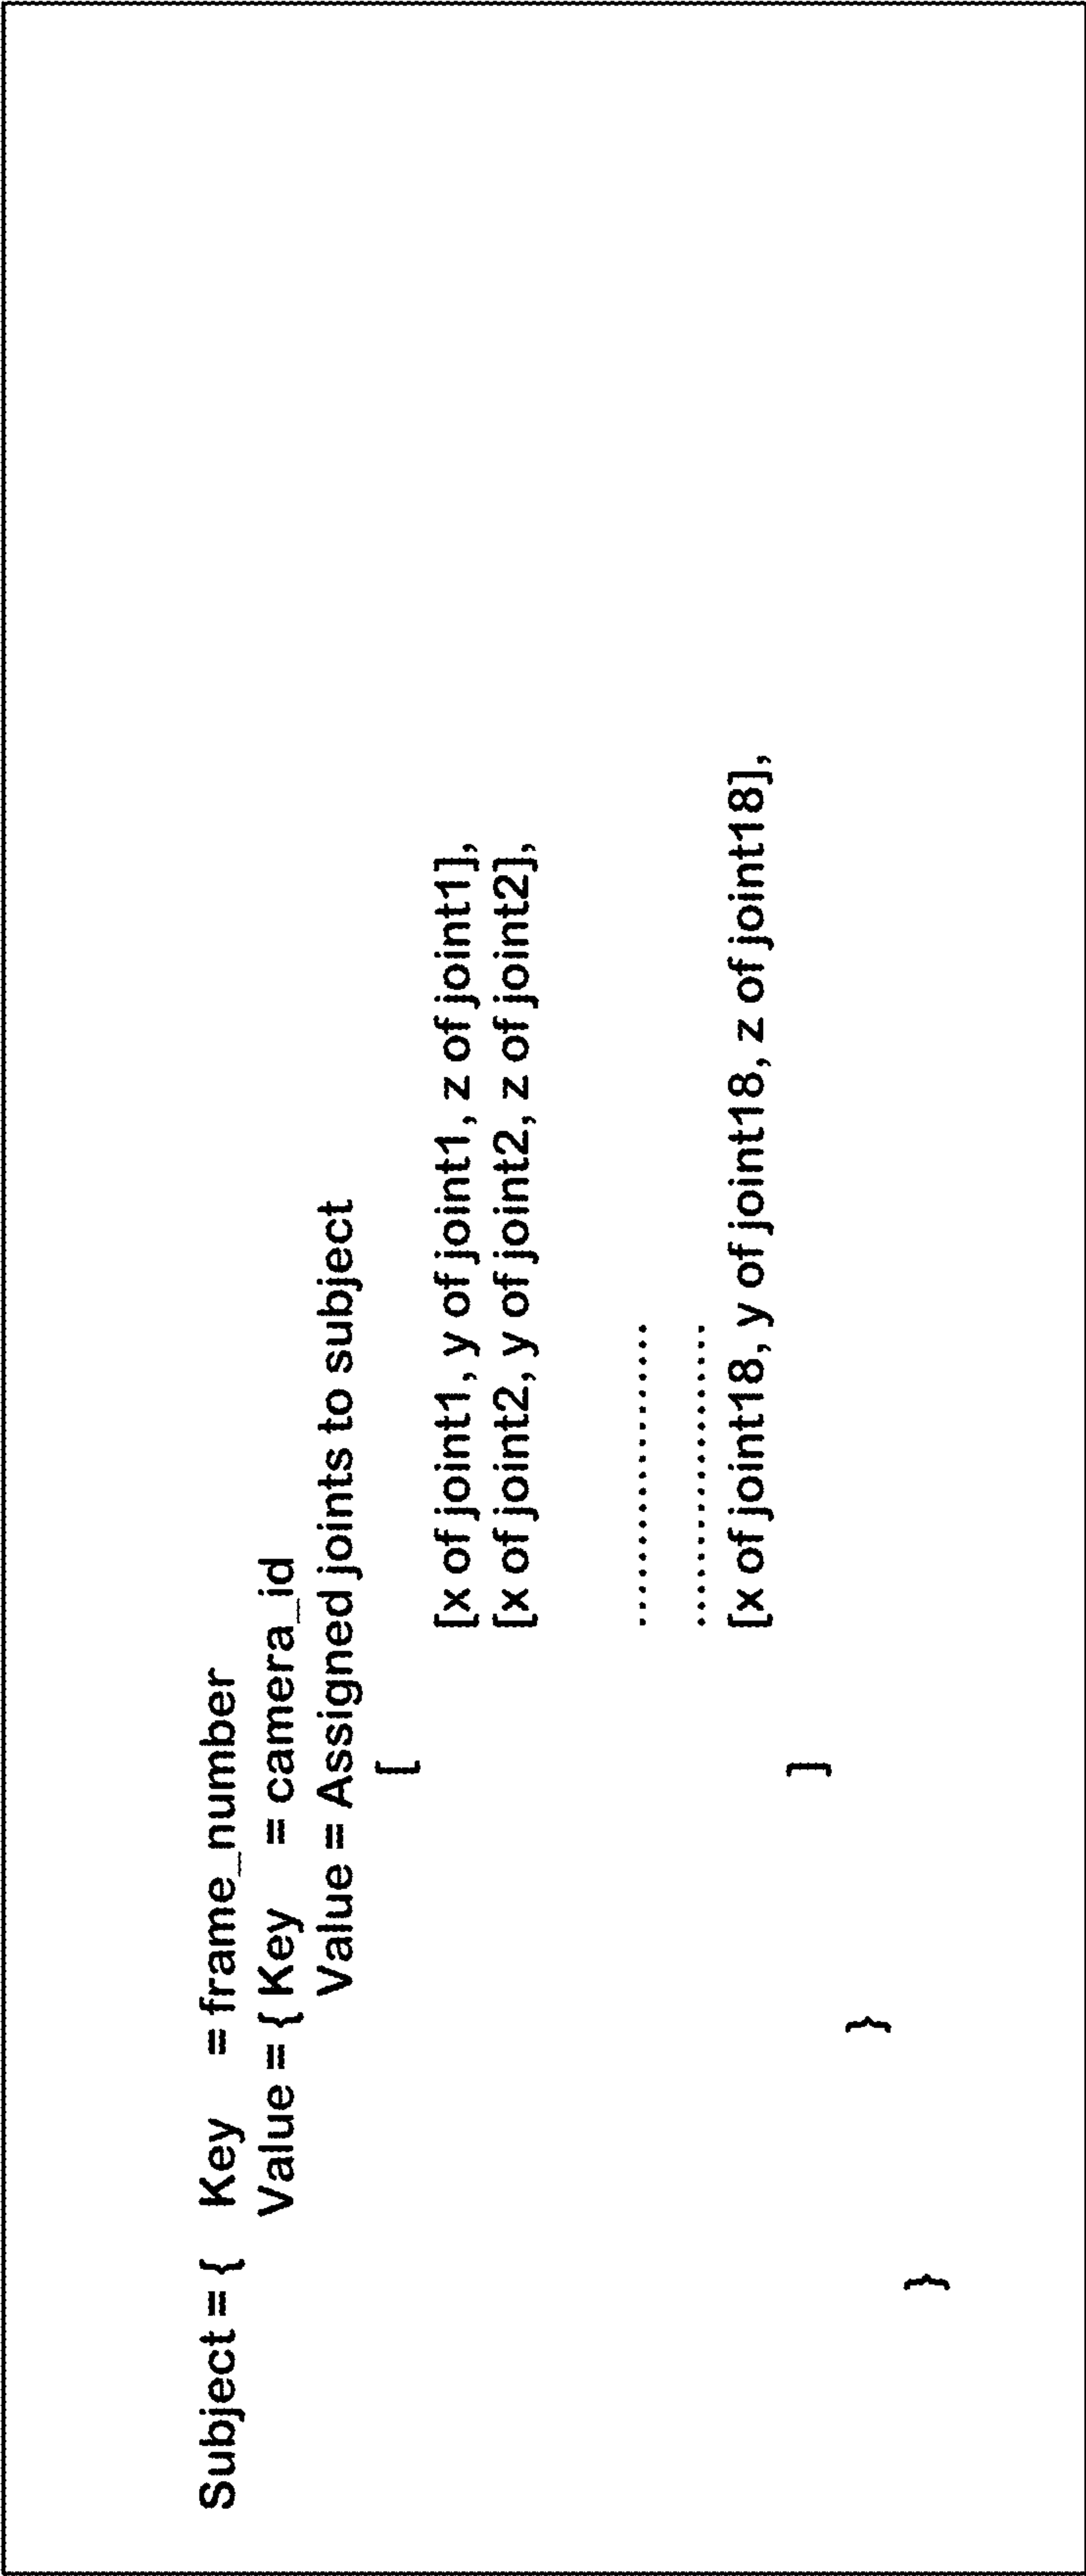 Subject = { Key = frame_number
Value = { Key = camera_id
Value = Assigned joints to subject
[
[x of joint1, y of joint1, z of joint1],
[x of joint2, y of joint2, z of joint2],
...................
...................
[x of joint18, y of joint18, z of joint18],
]
}
}